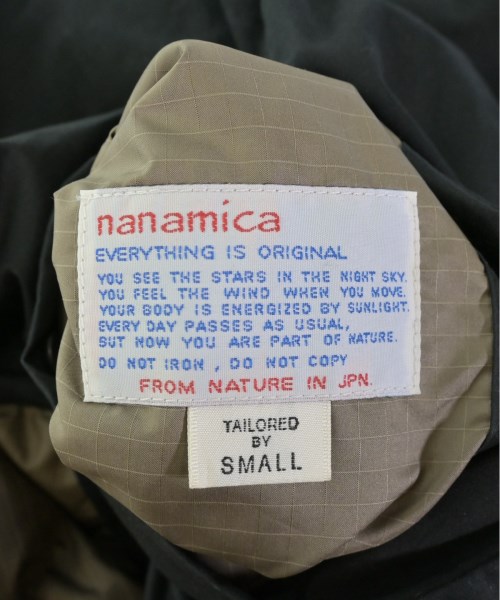 nanamica
EVERYTHING IS ORIGINAL
YOU SEE THE STARS IN THE NIGHT SKY.
YOU FEEL THE WIND WHEN YOU MOVE.
YOUR BODY IS ENERGIZED BY SUNLIGHT.
EVERY DAY PASSES AS USUAL,
BUT NOW YOU ARE PART OF NATURE.
DO NOT IRON , DO NOT COPY
FROM NATURE IN JPN.
TAILORED
BY
SMALL